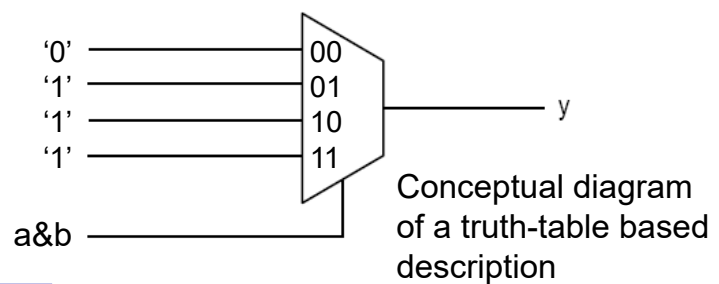 ‘0’ 00
‘1’ 01
‘1’ 10
‘1’ 11
y
a&b
Conceptual diagram
of a truth-table based
description